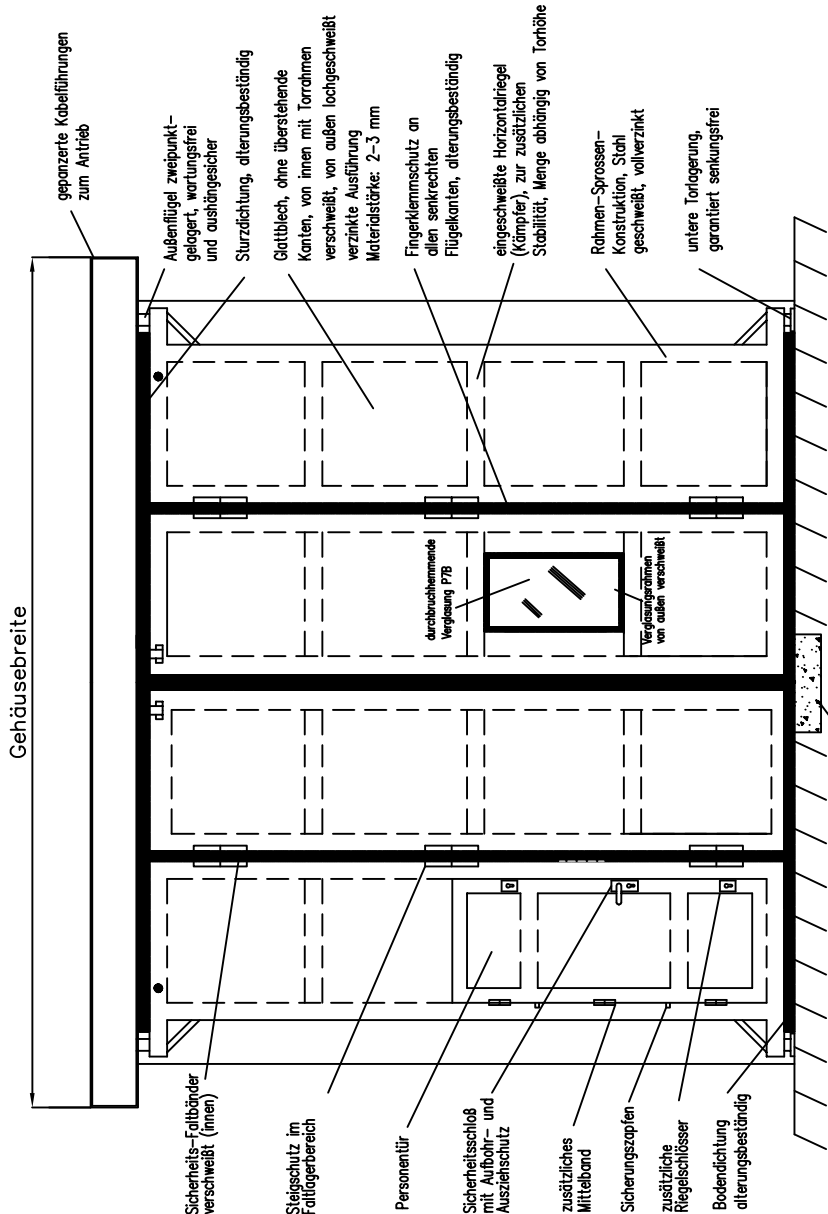 Gehäusebreite
gepanzerte Kabelführungen
zum Antrieb
Außenflügel zweipunkt-
gelagert, wartungsfrei
und aushängesicher
Sturzdichtung, alterungsbeständig
Glattblech, ohne überstehende
Kanten, von innen mit Torrahmen
verschweißt, von außen lochgeschweißt
verzinkte Ausführung
Materialstärke: 2-3 mm
Fingerklemmschutz an
allen senkrechten
Flügelkanten, alterungsbeständig
eingeschweißte Horizontalriegel
(Kämpfer), zur zusätzlichen
Stabilität, Menge abhängig von Torhöhe
Rahmen-Sprossen-
Konstruktion, Stahl
geschweißt, vollverzinkt
untere Torlagerung,
garantiert senkungsfrei
durchbruchhemmende
Verglasung P7B
Verglasungsrahmen
von außen verschweißt
Sicherheits-Faltbänder
verschweißt (innen)
Steigschutz im
Faltlagerbereich
Personentür
Sicherheitsschloß
mit Aufbohr- und
Ausziehschutz
zusätzliches
Mittelband
Sicherungszapfen
zusätzliche
Riegelschlösser
Bodendichtung
alterungsbeständig